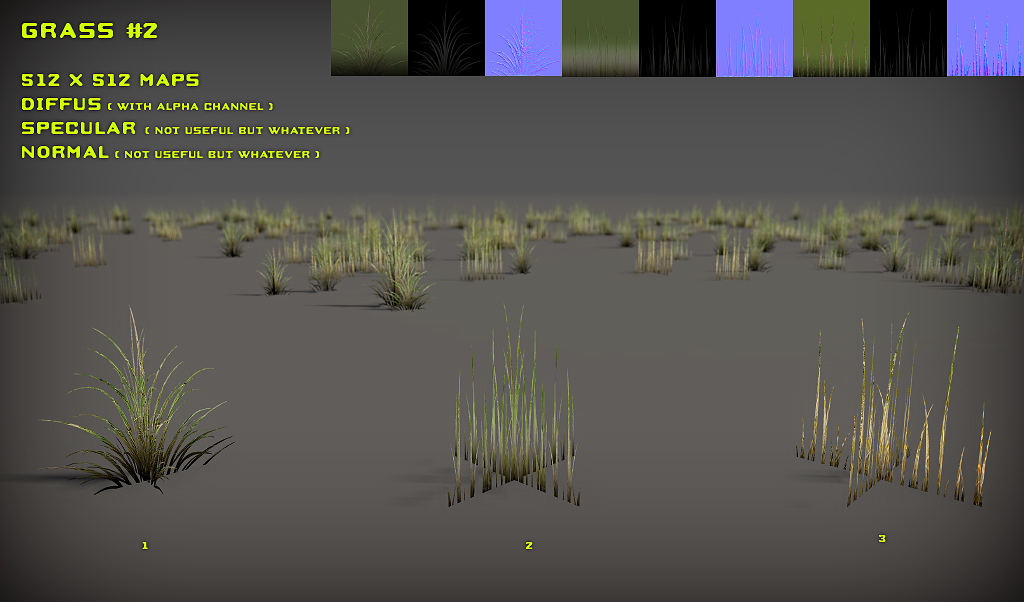 GRASS #2
512 X 512 MAPS
DIFFUS ( WITH ALPHA CHANNEL )
SPECULAR ( NOT USEFUL BUT WHATEVER )
NORMAL ( NOT USEFUL BUT WHATEVER )
1
2
3